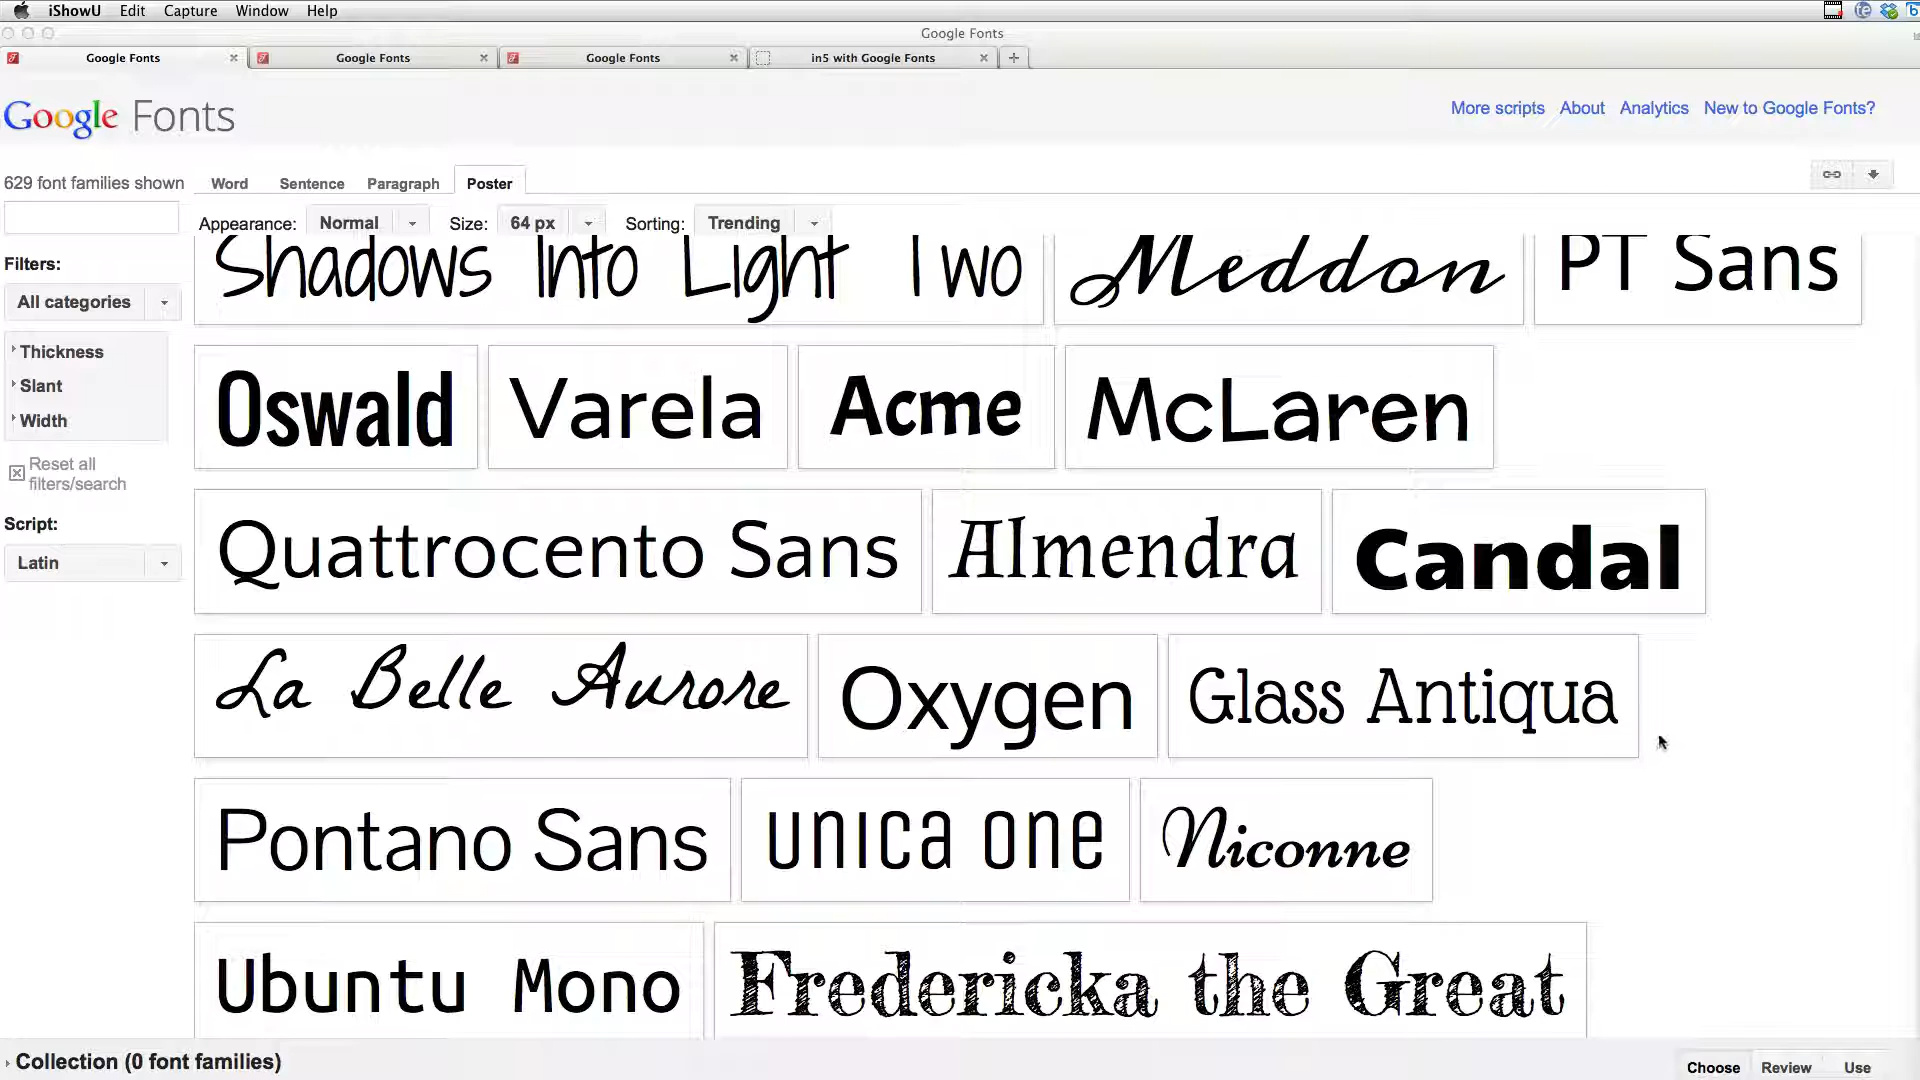 iShowU Edit Capture Window Help
Google Fonts
Google Fonts Google Fonts Google Fonts in5 with Google Fonts
Google Fonts
More scripts About Analytics New to Google Fonts?
629 font families shown
Word Sentence Paragraph Poster
Appearance: Normal Size: 64 px Sorting: Trending
Filters:
All categories
Thickness
Slant
Width
Reset all
filters/search
Script:
Latin
Shadows Into Light Two Meddon PT Sans
Oswald Varela Acme McLaren
Quattrocento Sans Almendra Candal
La Belle Aurore Oxygen Glass Antiqua
Pontano Sans Unica One Niconne
Ubuntu Mono Fredericka the Great
Collection (0 font families)
Choose Review Use